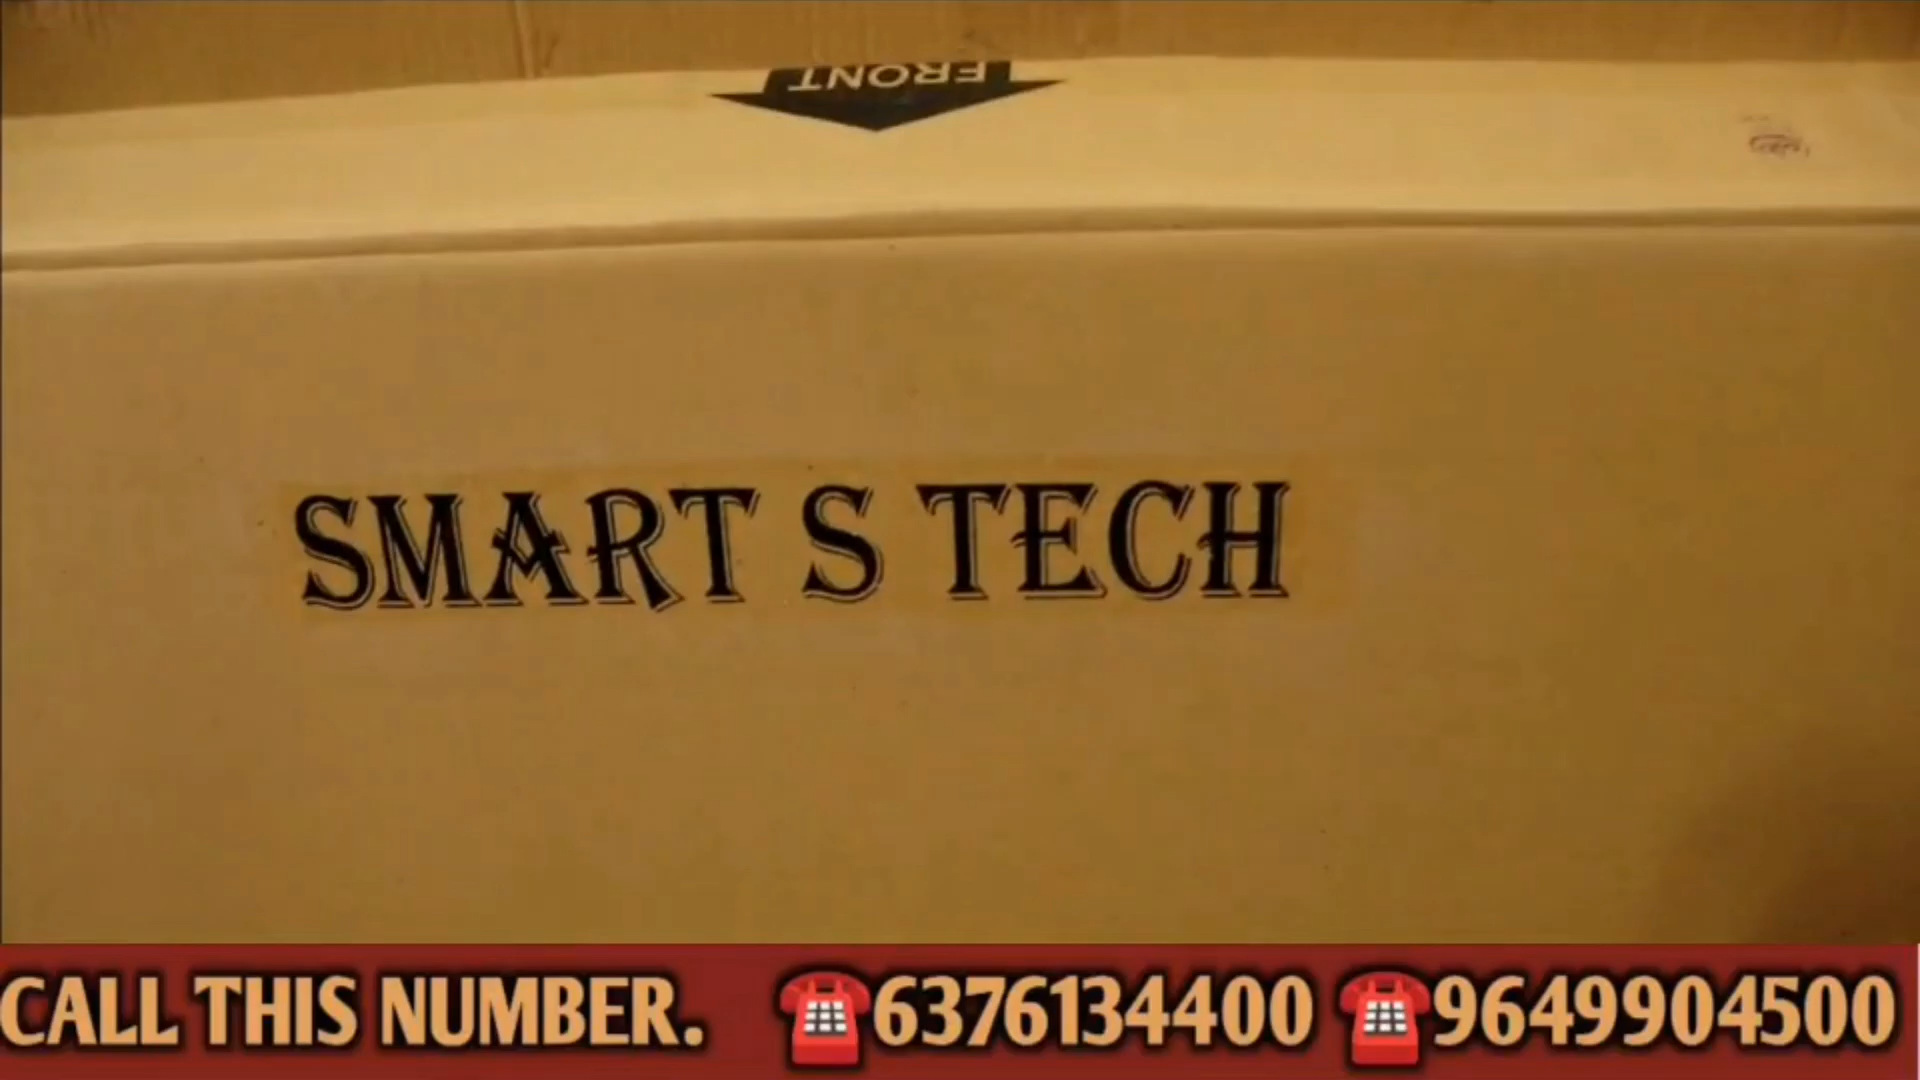 FRONT
SMART S TECH
CALL THIS NUMBER. ☎6376134400 ☎9649904500